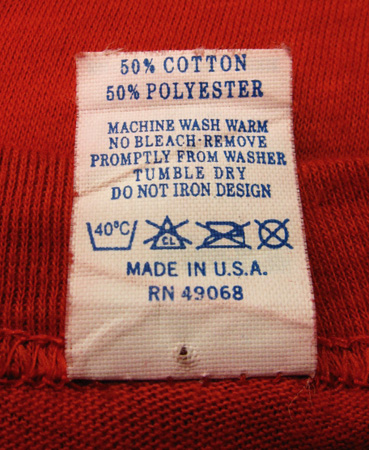 50% COTTON
50% POLYESTER
MACHINE WASH WARM
NO BLEACH-REMOVE
PROMPTLY FROM WASHER
TUMBLE DRY
DO NOT IRON DESIGN
40°C CL
MADE IN U.S.A.
RN 49068